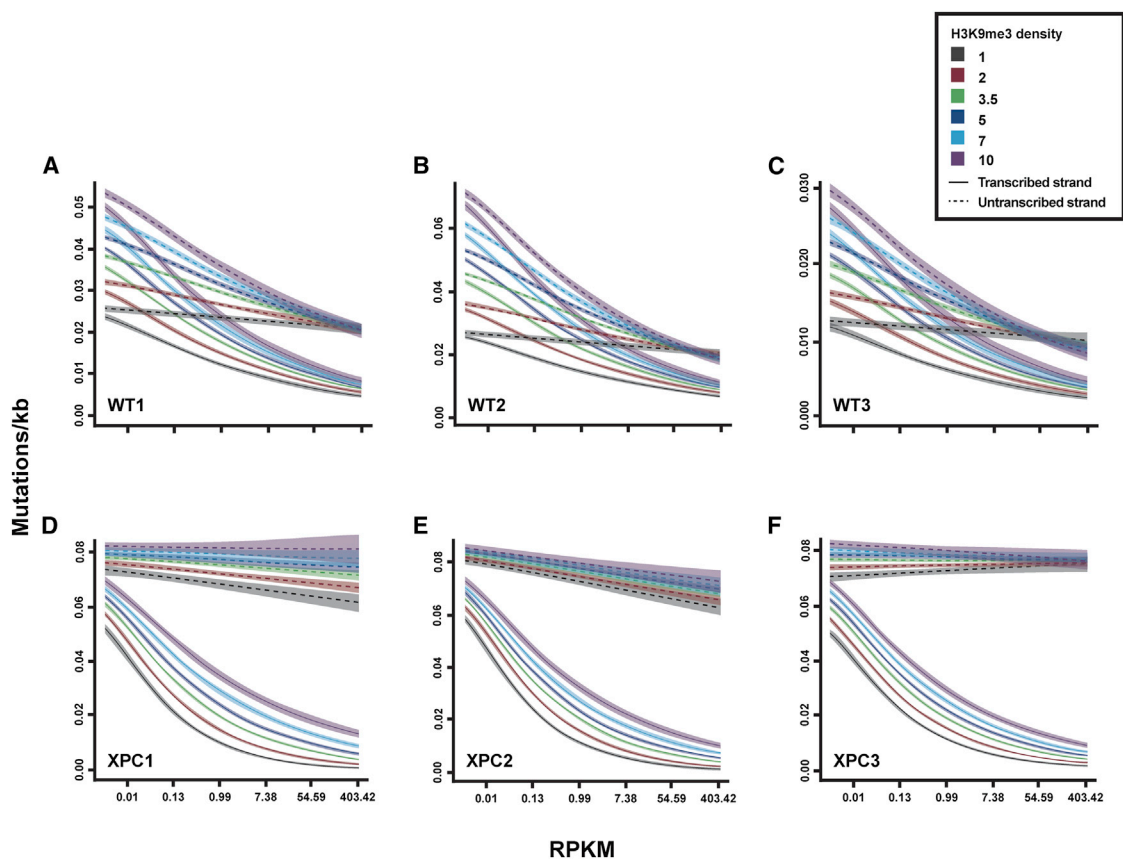 H3K9me3 density
1
2
3.5
5
7
10
Transcribed strand
Untranscribed strand
A
B
C
0.05
0.04
0.03
0.02
0.01
0.00
WT1
0.06
0.04
0.02
0.00
WT2
0.030
0.020
0.010
0.000
WT3
Mutations/kb
D
E
F
0.08
0.06
0.04
0.02
0.00
XPC1
0.08
0.06
0.04
0.02
0.00
XPC2
0.08
0.06
0.04
0.02
0.00
XPC3
0.01 0.13 0.99 7.38 54.59 403.42
0.01 0.13 0.99 7.38 54.59 403.42
0.01 0.13 0.99 7.38 54.59 403.42
RPKM